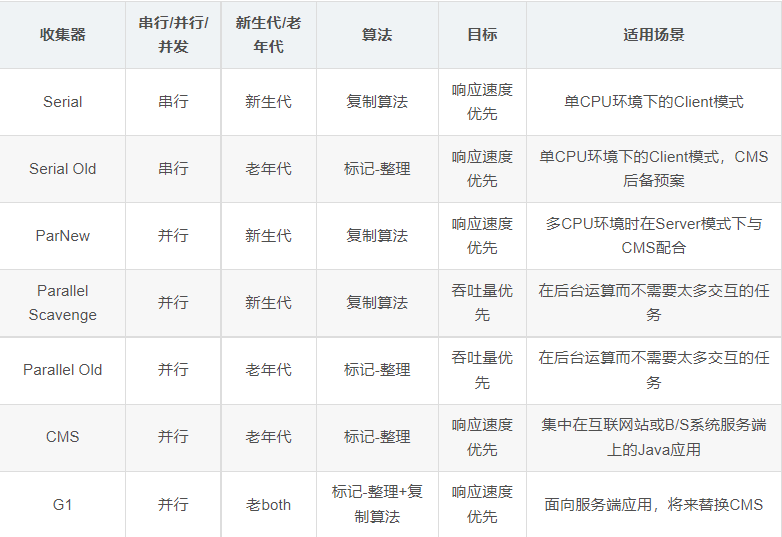 收集器
串行/并行/
并发
新生代/老
年代
算法
目标
适用场景
Serial
串行
新生代
复制算法
响应速度
优先
单CPU环境下的Client模式
Serial Old
串行
老年代
标记-整理
响应速度
优先
单CPU环境下的Client模式，CMS
后备预案
ParNew
并行
新生代
复制算法
响应速度
优先
多CPU环境时在Server模式下与
CMS配合
Parallel
Scavenge
并行
新生代
复制算法
吞吐量优
先
在后台运算而不需要太多交互的任
务
Parallel Old
并行
老年代
标记-整理
吞吐量优
先
在后台运算而不需要太多交互的任
务
CMS
并行
老年代
标记-整理
响应速度
优先
集中在互联网站或B/S系统服务端
上的Java应用
G1
并行
老both
标记-整理+复
制算法
响应速度
优先
面向服务端应用，将来替换CMS